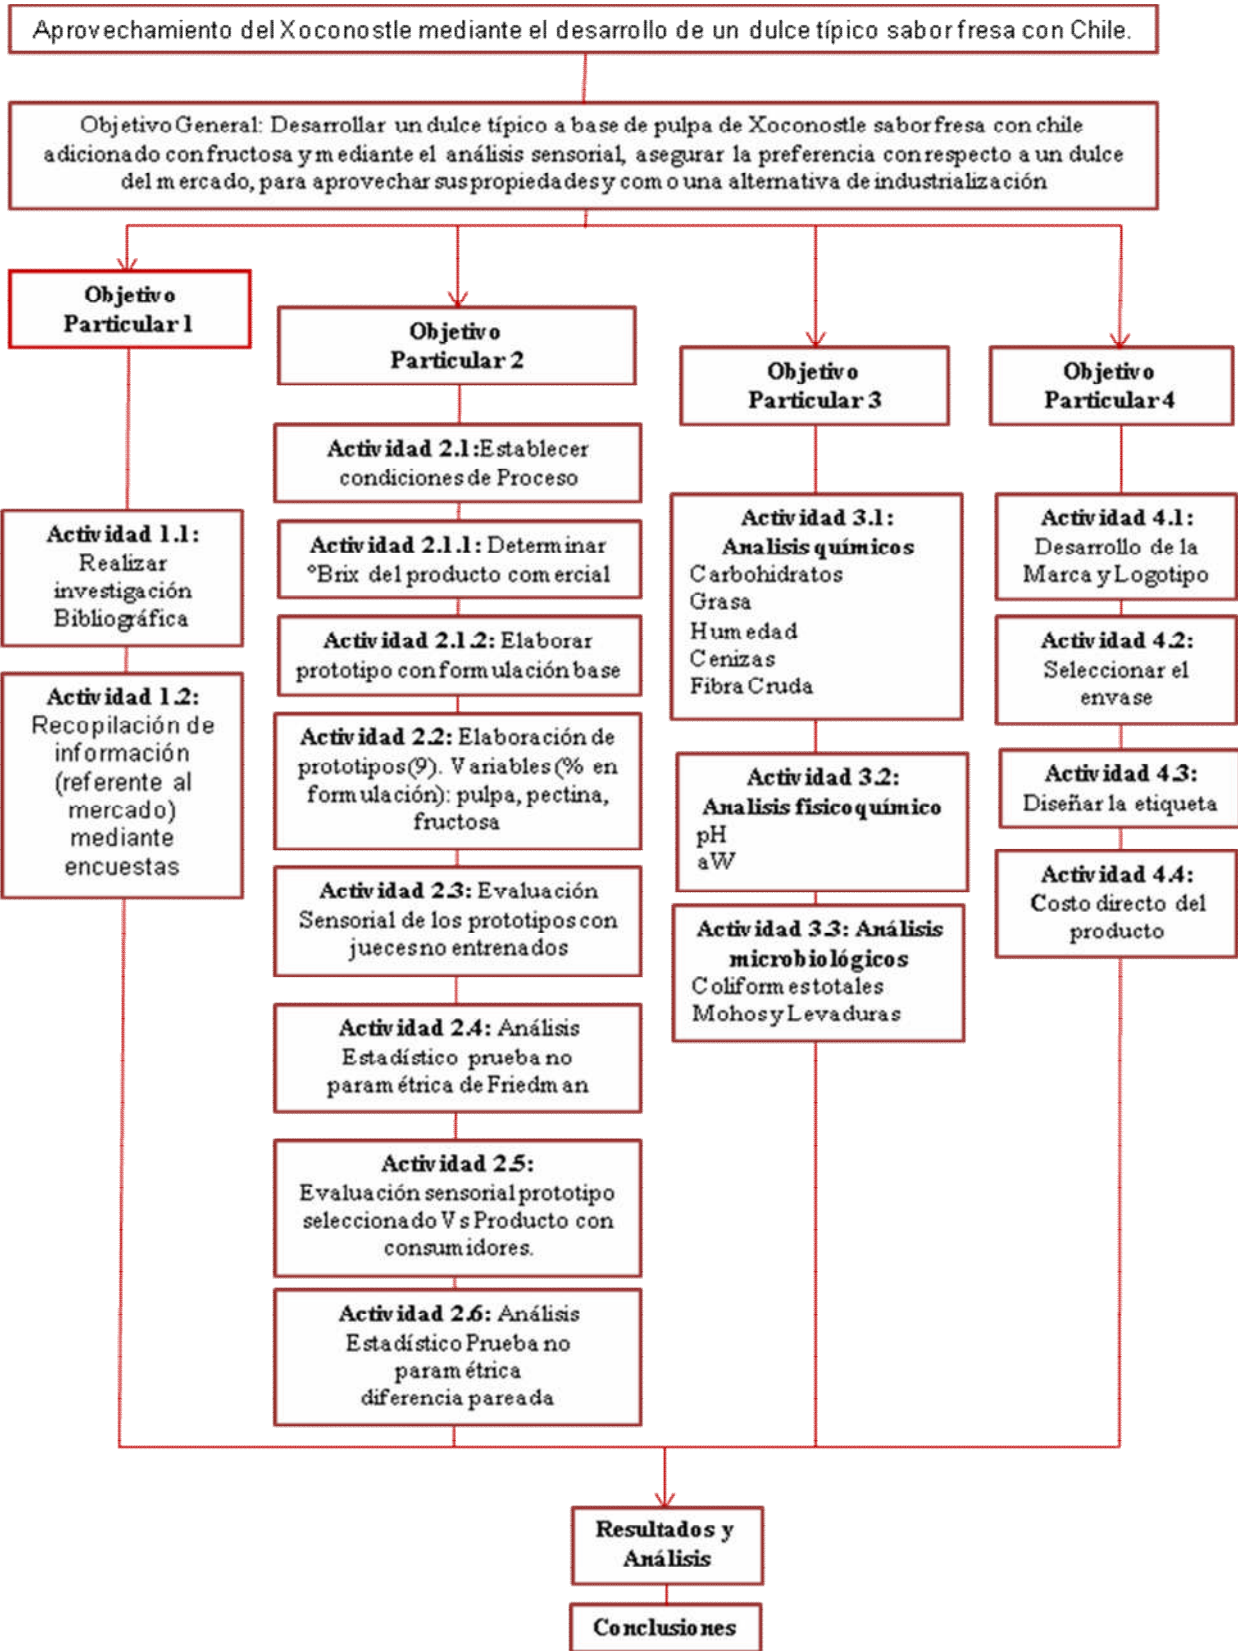 Aprovechamiento del Xoconostle mediante el desarrollo de un dulce típico sabor fresa con Chile.
Objetivo General: Desarrollar un dulce típico a base de pulpa de Xoconostle sabor fresa con chile
adicionado con fructosa y mediante el análisis sensorial, asegurar la preferencia con respecto a un dulce
del mercado, para aprovechar sus propiedades y como una alternativa de industrialización
Objetivo
Particular 1
Actividad 1.1:
Realizar
investigación
Bibliográfica
Actividad 1.2:
Recopilación de
información
(referente al
mercado)
mediante
encuestas
Objetivo
Particular 2
Actividad 2.1:Establecer
condiciones de Proceso
Actividad 2.1.1: Determinar
°Brix del producto comercial
Actividad 2.1.2: Elaborar
prototipo con formulación base
Actividad 2.2: Elaboración de
prototipos(9). Variables (% en
formulación): pulpa, pectina,
fructosa
Actividad 2.3: Evaluación
Sensorial de los prototipos con
jueces no entrenados
Actividad 2.4: Análisis
Estadístico prueba no
paramétrica de Friedman
Actividad 2.5:
Evaluación sensorial prototipo
seleccionado Vs Producto con
consumidores.
Actividad 2.6: Análisis
Estadístico Prueba no
paramétrica
diferencia pareada
Objetivo
Particular 3
Actividad 3.1:
Analisis químicos
Carbohidratos
Grasa
Humedad
Cenizas
Fibra Cruda
Actividad 3.2:
Analisis fisicoquímico
pH
aW
Actividad 3.3: Análisis
microbiológicos
Coliformes totales
Mohos y Levaduras
Objetivo
Particular 4
Actividad 4.1:
Desarrollo de la
Marca y Logotipo
Actividad 4.2:
Seleccionar el
envase
Actividad 4.3:
Diseñar la etiqueta
Actividad 4.4:
Costo directo del
producto
Resultados y
Análisis
Conclusiones